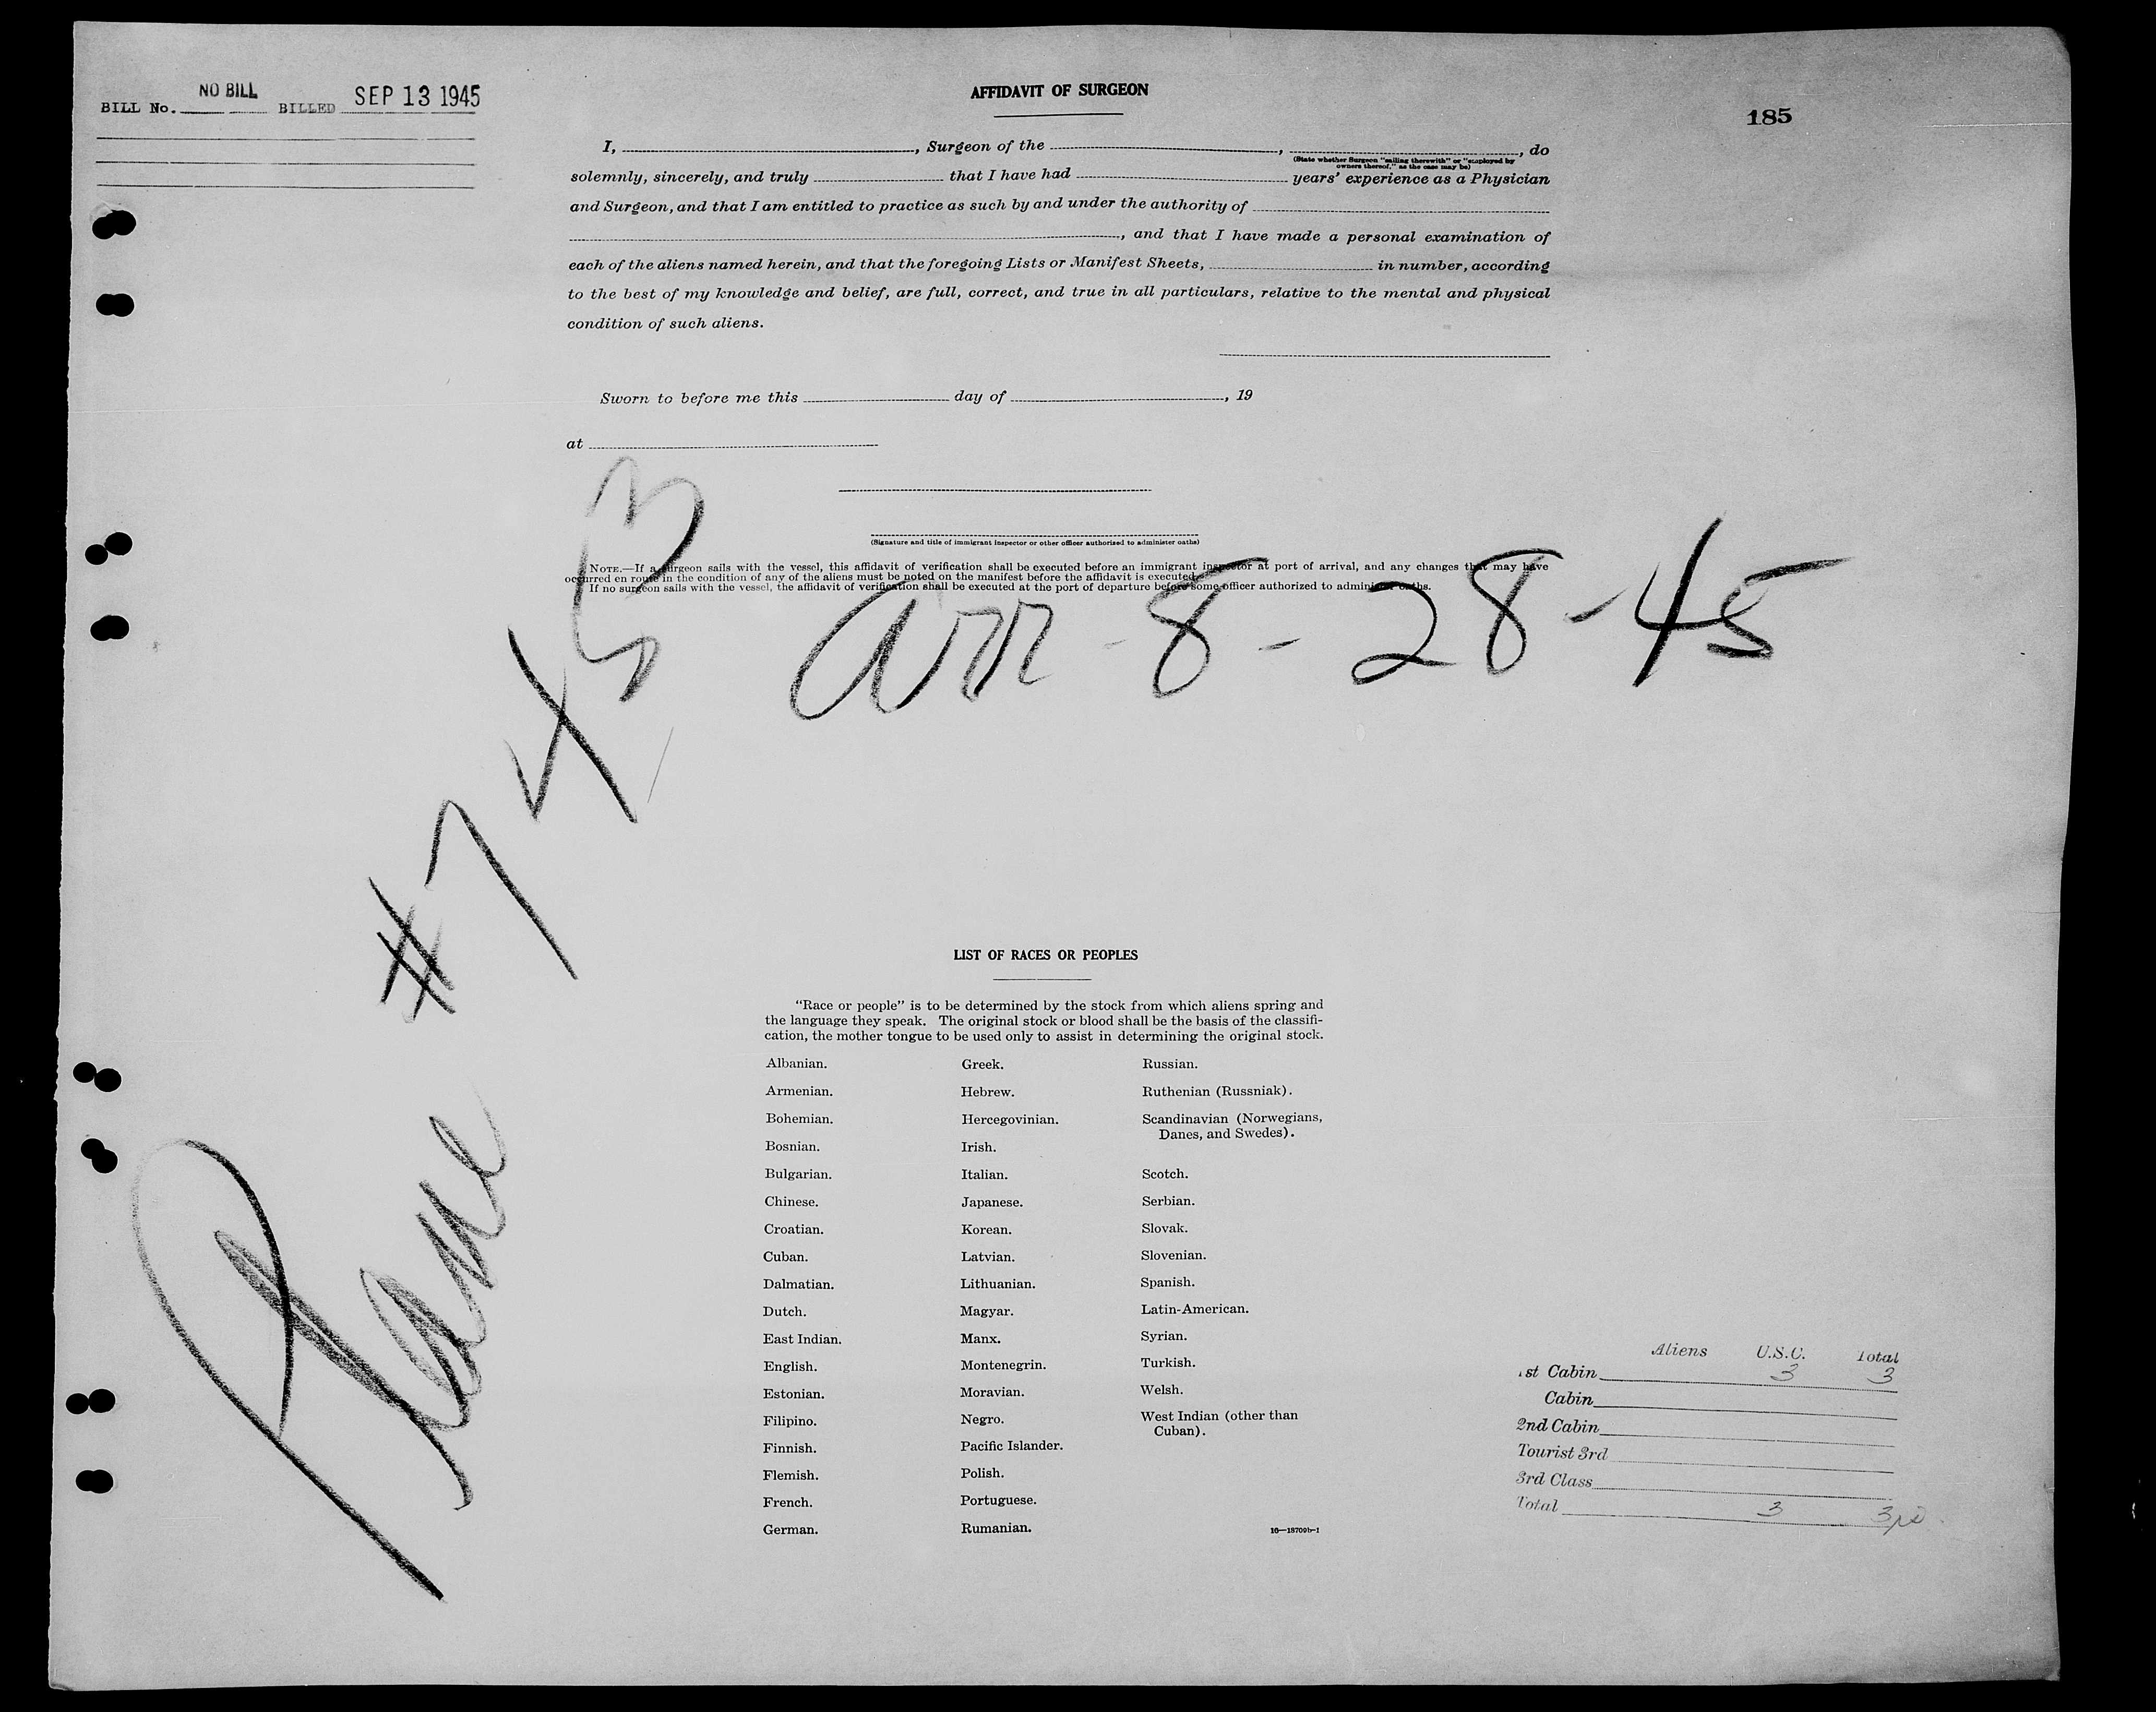 BILL No. NO BILL BILLED SEP 13 1945
AFFIDAVIT OF SURGEON
185
I, , Surgeon of the , , do
(State whether Surgeon "sailing therewith" or "employed by
owners thereof," as the case may be)
solemnly, sincerely, and truly that I have had years' experience as a Physician
and Surgeon, and that I am entitled to practice as such by and under the authority of
, and that I have made a personal examination of
each of the aliens named herein, and that the foregoing Lists or Manifest Sheets, in number, according
to the best of my knowledge and belief, are full, correct, and true in all particulars, relative to the mental and physical
condition of such aliens.
Sworn to before me this day of , 19
at
(Signature and title of immigrant inspector or other officer authorized to administer oaths)
NOTE.—If a surgeon sails with the vessel, this affidavit of verification shall be executed before an immigrant inspector at port of arrival, and any changes that may have
occurred en route in the condition of any of the aliens must be noted on the manifest before the affidavit is executed.
If no surgeon sails with the vessel, the affidavit of verification shall be executed at the port of departure before some officer authorized to administer oaths.
arr - 8 - 28 - 45
Plane #7453
LIST OF RACES OR PEOPLES
"Race or people" is to be determined by the stock from which aliens spring and
the language they speak. The original stock or blood shall be the basis of the classifi-
cation, the mother tongue to be used only to assist in determining the original stock.
Albanian.
Armenian.
Bohemian.
Bosnian.
Bulgarian.
Chinese.
Croatian.
Cuban.
Dalmatian.
Dutch.
East Indian.
English.
Estonian.
Filipino.
Finnish.
Flemish.
French.
German.
Greek.
Hebrew.
Hercegovinian.
Irish.
Italian.
Japanese.
Korean.
Latvian.
Lithuanian.
Magyar.
Manx.
Montenegrin.
Moravian.
Negro.
Pacific Islander.
Polish.
Portuguese.
Rumanian.
Russian.
Ruthenian (Russniak).
Scandinavian (Norwegians,
Danes, and Swedes).
Scotch.
Serbian.
Slovak.
Slovenian.
Spanish.
Latin-American.
Syrian.
Turkish.
Welsh.
West Indian (other than
Cuban).
16—18709b-1
Aliens U.S.C. Total
1st Cabin 3 3
Cabin
2nd Cabin
Tourist 3rd
3rd Class
Total 3 3